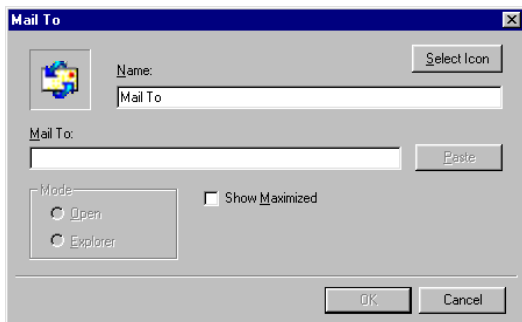 Mail To
Select Icon
Name:
Mail To
Mail To:
Paste
Mode
Open
Explorer
Show Maximized
OK
Cancel